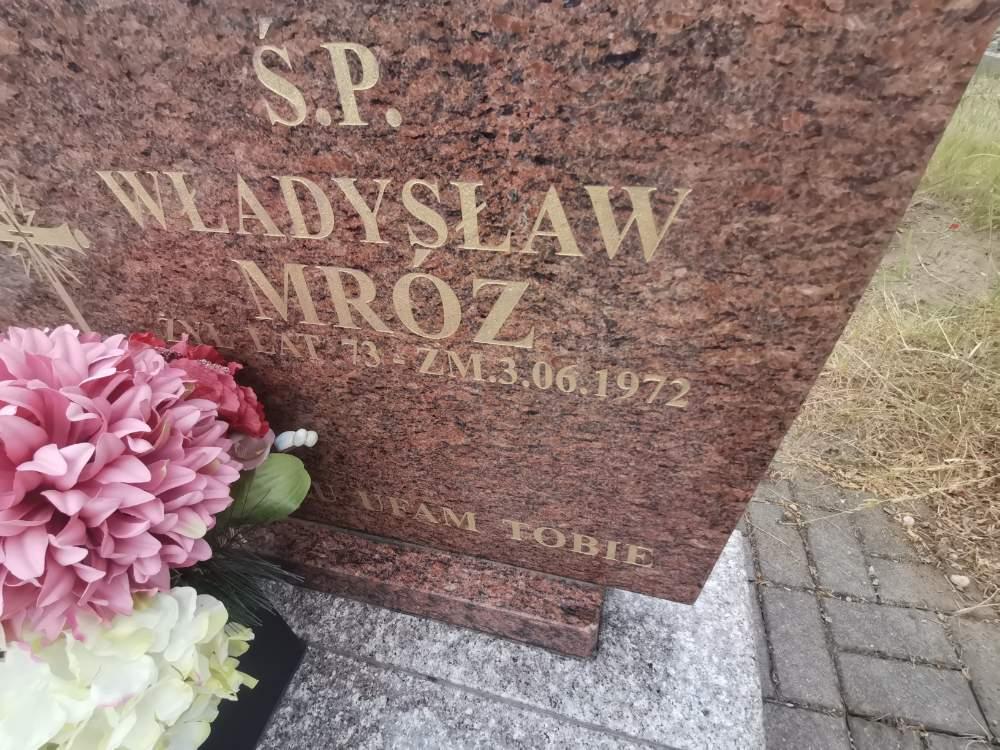 Ś.P.
WŁADYSŁAW
MRÓZ
LAT 73 - ZM.3.06.1972
UFAM TOBIE